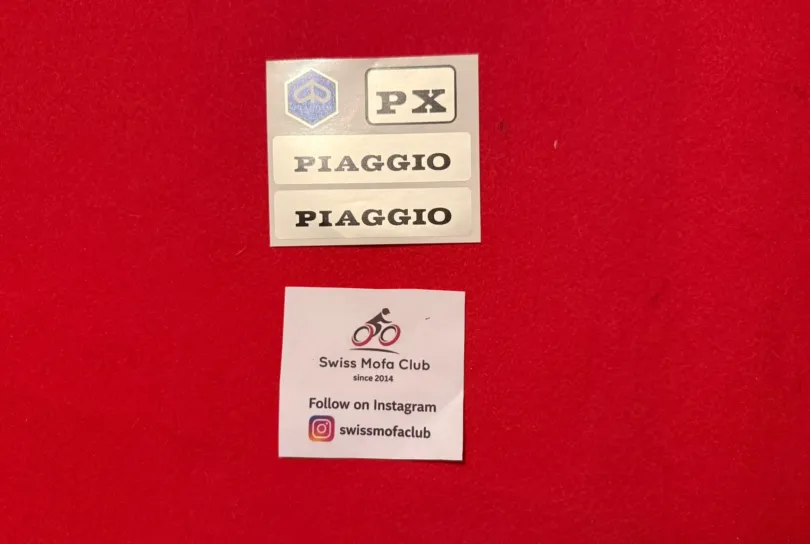 PX
PIAGGIO
PIAGGIO
Swiss Mofa Club
since 2014
Follow on Instagram
swissmofaclub